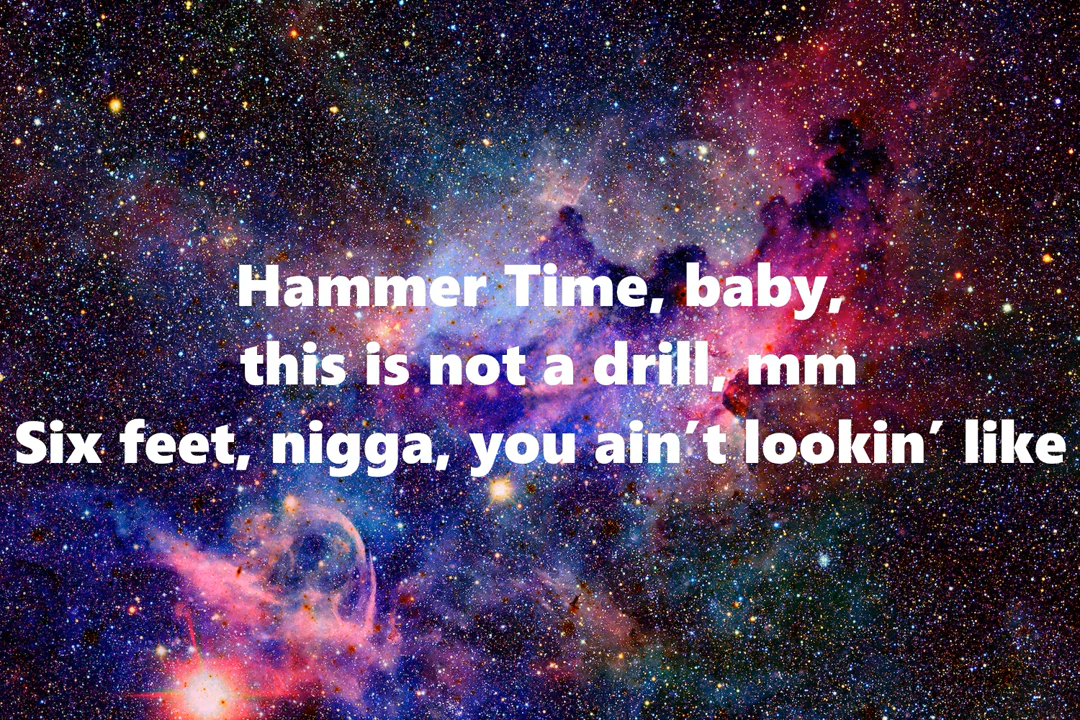 Hammer Time, baby,
this is not a drill, mm
Six feet, nigga, you ain′t lookin′ like